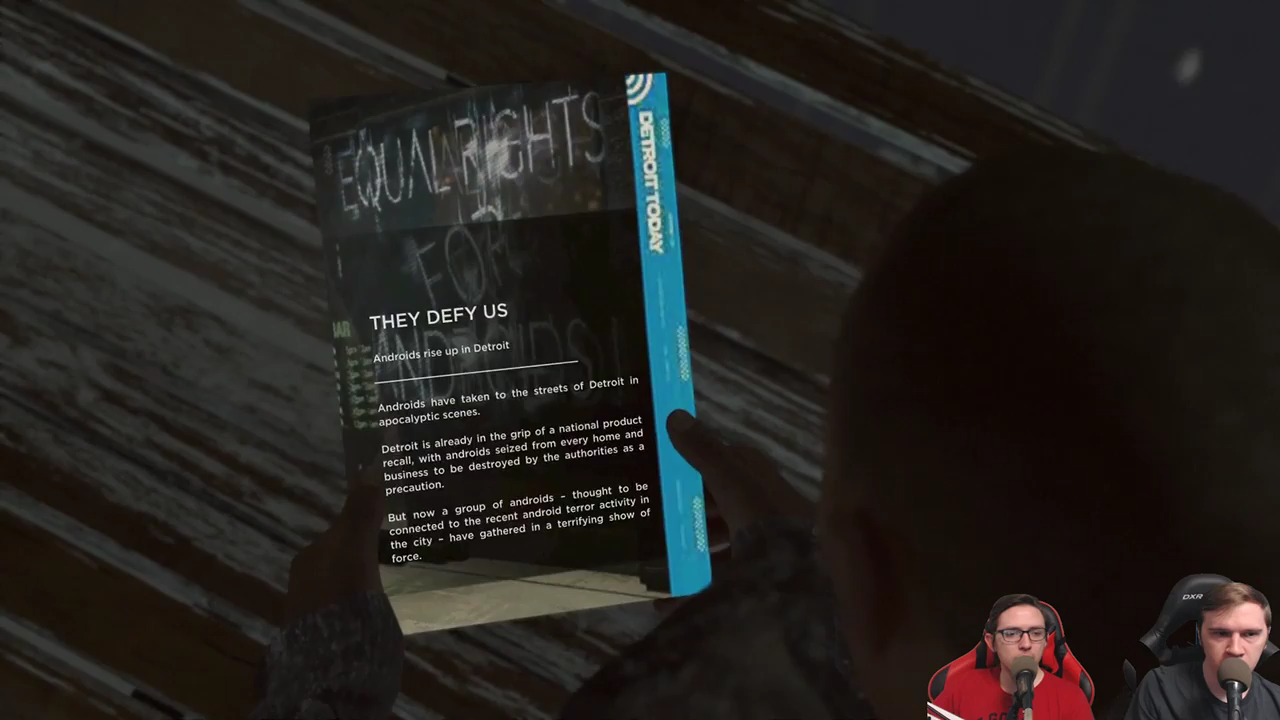 EQUAL RIGHTS
FOR
ANDROIDS!
DETROIT TODAY
THEY DEFY US
Androids rise up in Detroit
Androids have taken to the streets of Detroit in
apocalyptic scenes.
Detroit is already in the grip of a national product
recall, with androids seized from every home and
business to be destroyed by the authorities as a
precaution.
But now a group of androids – thought to be
connected to the recent android terror activity in
the city – have gathered in a terrifying show of
force.
DXR